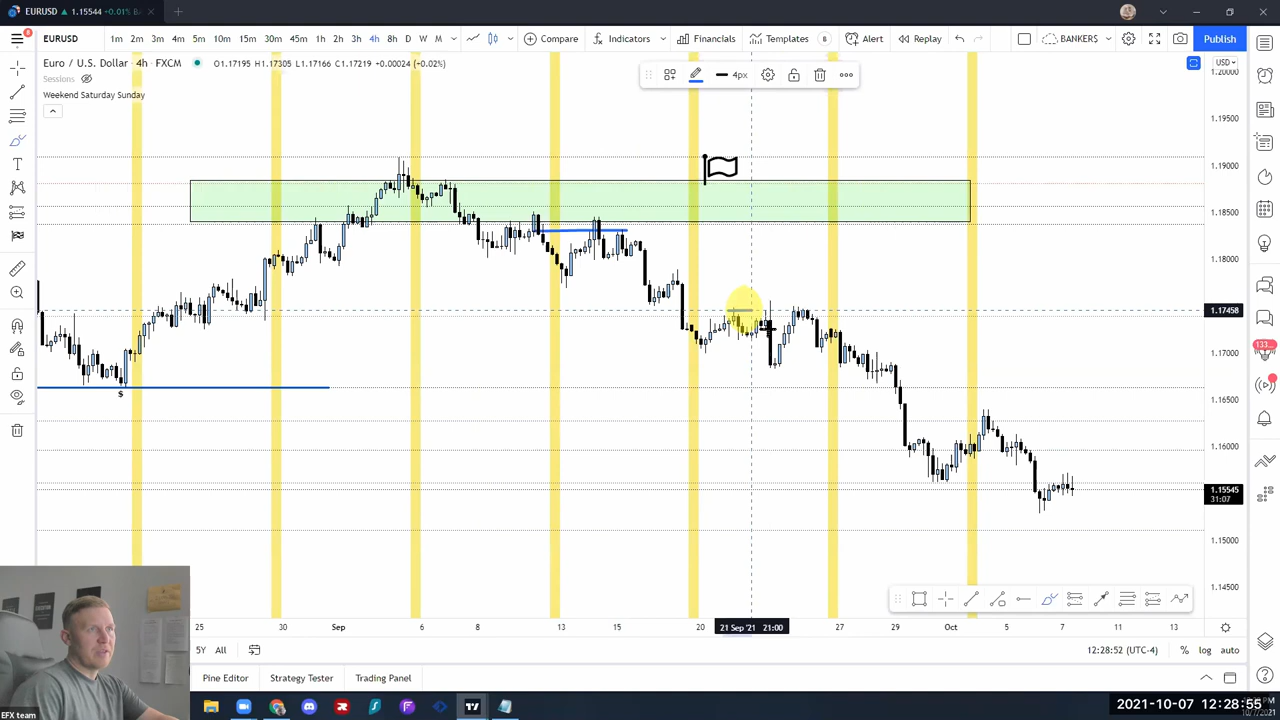 EURUSD 1.15544 +0.01% B
EURUSD 1m 2m 3m 4m 5m 10m 15m 30m 45m 1h 2h 3h 4h 8h D W M Compare Indicators Financials Templates 6 Alert Replay BANKERS Publish
Euro / U.S. Dollar · 4h · FXCM O1.17195 H1.17305 L1.17166 C1.17219 +0.00024 (+0.02%)
USD
Sessions
4px
1.20000
Weekend Saturday Sunday
1.19500
1.19000
1.18500
1.18000
1.17458
1.17000
1.16500
$
1.16000
1.15545
31:07
1.15000
1.14500
133
25 30 Sep 6 8 13 15 20 21 Sep '21 21:00 27 29 Oct 5 7 11 13
5Y All 12:28:52 (UTC-4) % log auto
Pine Editor Strategy Tester Trading Panel
EFX team
2021-10-07 12:28:55